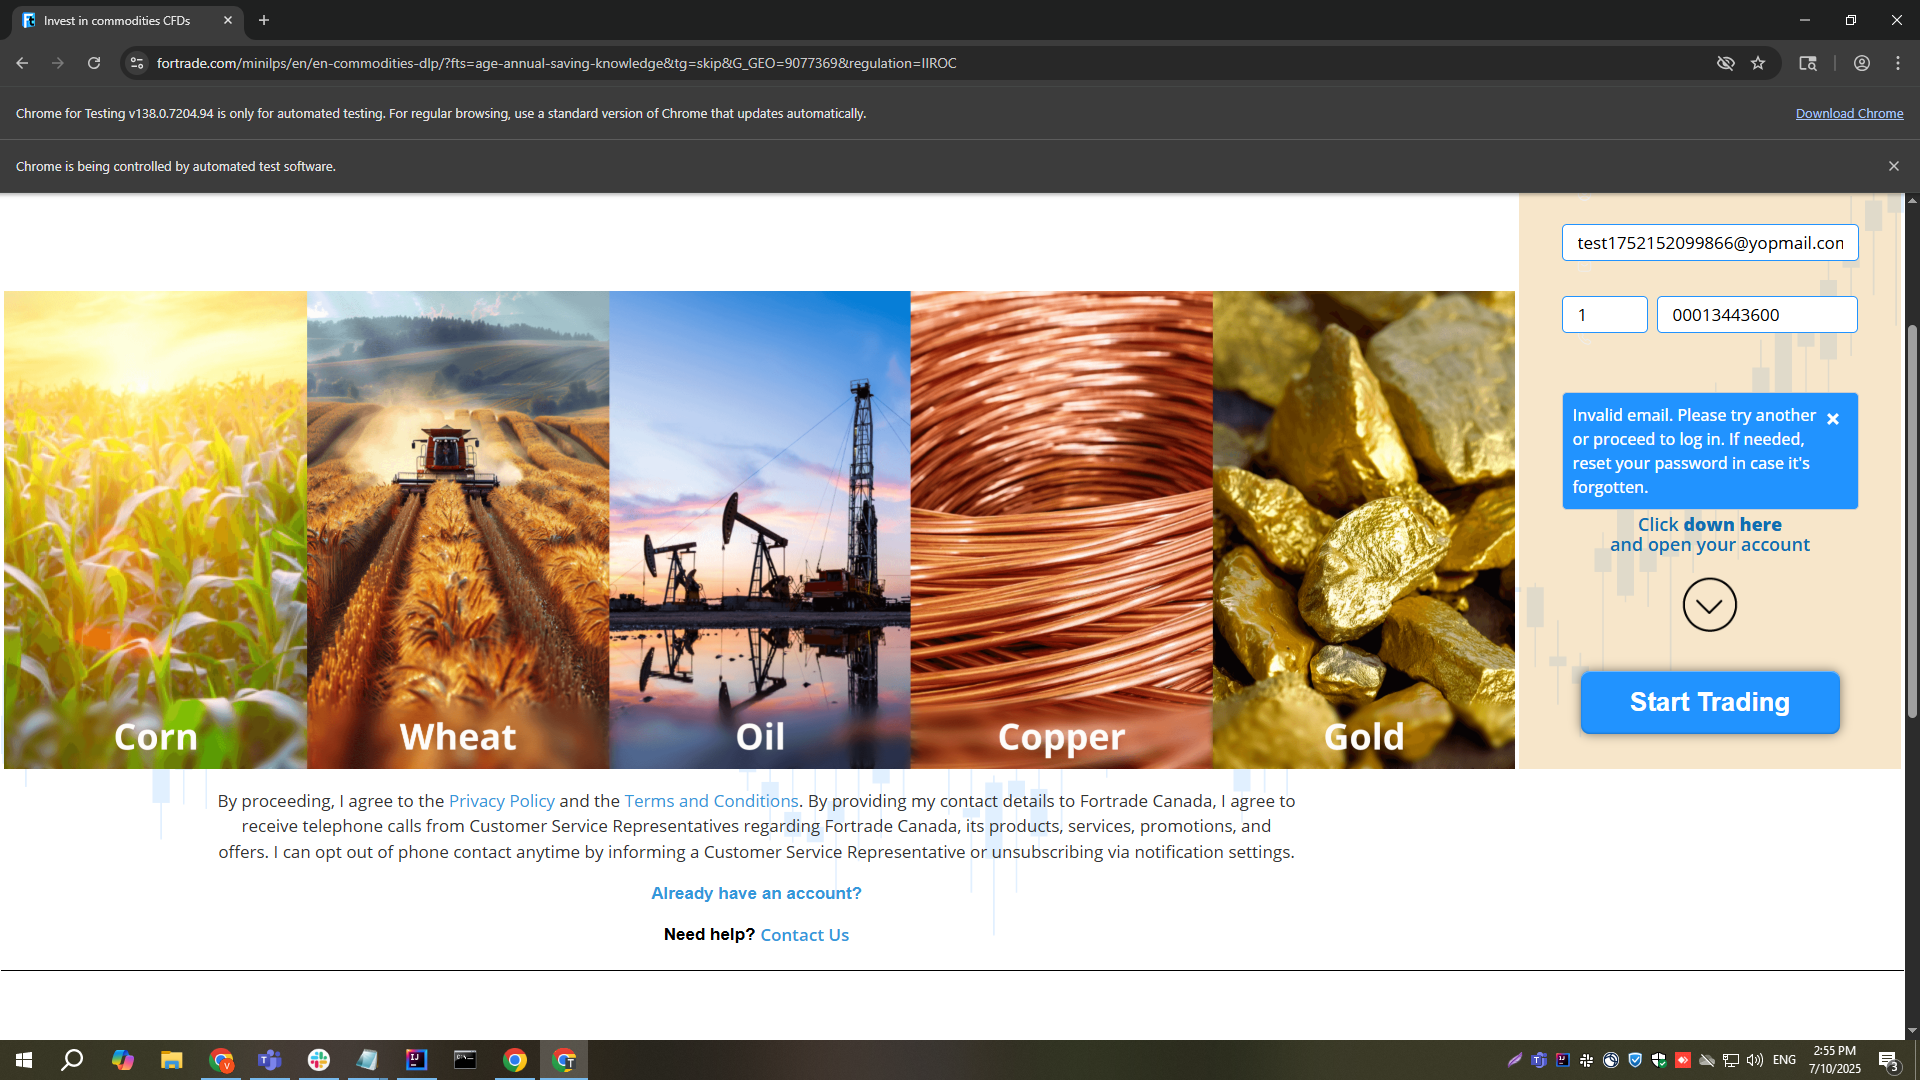 Invest in commodities CFDs
fortrade.com/minilps/en/en-commodities-dlp/?fts=age-annual-saving-knowledge&tg=skip&G_GEO=9077369&regulation=IIROC
Chrome for Testing v138.0.7204.94 is only for automated testing. For regular browsing, use a standard version of Chrome that updates automatically.
Download Chrome
Chrome is being controlled by automated test software.
test1752152099866@yopmail.com
1
00013443600
Invalid email. Please try another
or proceed to log in. If needed,
reset your password in case it's
forgotten.
Click down here
and open your account
Start Trading
Corn
Wheat
Oil
Copper
Gold
By proceeding, I agree to the Privacy Policy and the Terms and Conditions. By providing my contact details to Fortrade Canada, I agree to
receive telephone calls from Customer Service Representatives regarding Fortrade Canada, its products, services, promotions, and
offers. I can opt out of phone contact anytime by informing a Customer Service Representative or unsubscribing via notification settings.
Already have an account?
Need help? Contact Us
ENG
2:55 PM
7/10/2025
3